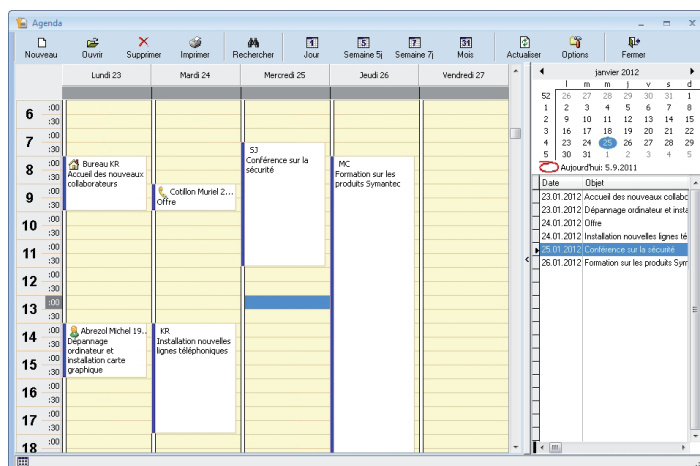 Agenda
Nouveau Ouvrir Supprimer Imprimer Rechercher Jour Semaine 5j Semaine 7j Mois Actualiser Options Fermer
1 5 7 31
Lundi 23 Mardi 24 Mercredi 25 Jeudi 26 Vendredi 27
6 :00
:30
7 :00
:30
8 :00
:30
9 :00
:30
10 :00
:30
11 :00
:30
12 :00
:30
13 :00
:30
14 :00
:30
15 :00
:30
16 :00
:30
17 :00
:30
18 :00
Bureau KR
Accueil des nouveaux
collaborateurs
Abrezol Michel 19..
Dépannage
ordinateur et
installation carte
graphique
Cotillon Muriel 2...
Offre
KR
Installation nouvelles
lignes téléphoniques
SJ
Conférence sur la
sécurité
MC
Formation sur les
produits Symantec
janvier 2012
l m m j v s d
52 26 27 28 29 30 31 1
1 2 3 4 5 6 7 8
2 9 10 11 12 13 14 15
3 16 17 18 19 20 21 22
4 23 24 25 26 27 28 29
5 30 31 1 2 3 4 5
Aujourd'hui: 5.9.2011
Date Objet
23.01.2012 Accueil des nouveaux collabo
23.01.2012 Dépannage ordinateur et insta
24.01.2012 Offre
24.01.2012 Installation nouvelles lignes té
25.01.2012 Conférence sur la sécurité
26.01.2012 Formation sur les produits Sym